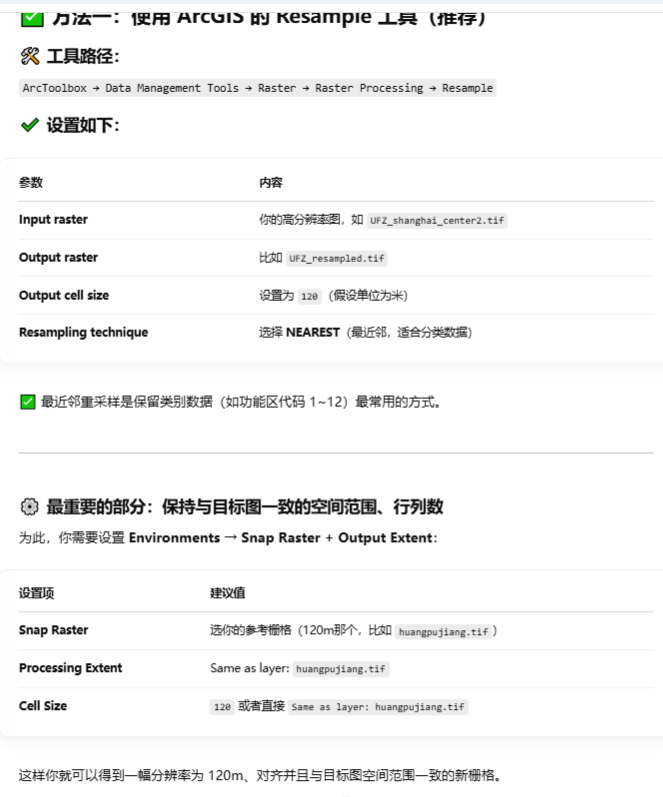 方法一：使用 ArcGIS 的 Resample 工具（推荐）
工具路径：
ArcToolbox → Data Management Tools → Raster → Raster Processing → Resample
设置如下：
参数 内容
Input raster 你的高分辨率图，如 UFZ_shanghai_center2.tif
Output raster 比如 UFZ_resampled.tif
Output cell size 设置为 120（假设单位为米）
Resampling technique 选择 NEAREST（最近邻，适合分类数据）
最近邻重采样是保留类别数据（如功能区代码 1~12）最常用的方式。
最重要的部分：保持与目标图一致的空间范围、行列数
为此，你需要设置 Environments → Snap Raster + Output Extent：
设置项 建议值
Snap Raster 选你的参考栅格（120m那个，比如 huangpujiang.tif）
Processing Extent Same as layer: huangpujiang.tif
Cell Size 120 或者直接 Same as layer: huangpujiang.tif
这样你就可以得到一幅分辨率为 120m、对齐并且与目标图空间范围一致的新栅格。